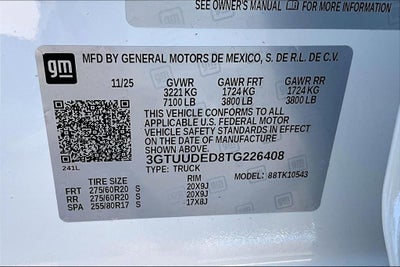 SEE OWNER'S MANUAL
FOR MORE INFORMATION
gm
MFD BY GENERAL MOTORS DE MEXICO, S. DE R.L. DE C.V.
11/25 GVWR GAWR FRT GAWR RR
3221 KG 1724 KG 1724 KG
7100 LB 3800 LB 3800 LB
THIS VEHICLE CONFORMS TO ALL
APPLICABLE U.S. FEDERAL MOTOR
VEHICLE SAFETY
STANDARDS IN EFFECT ON THE DATE OF
MANUFACTURE SHOWN ABOVE.
3GTUUDED8TG226408
241L TYPE: TRUCK 88TK10543
TIRE SIZE RIM
FRT 275/60R20 S 20X9J
RR 275/60R20 S 20X9J
SPA 255/80R17 S 17X8J